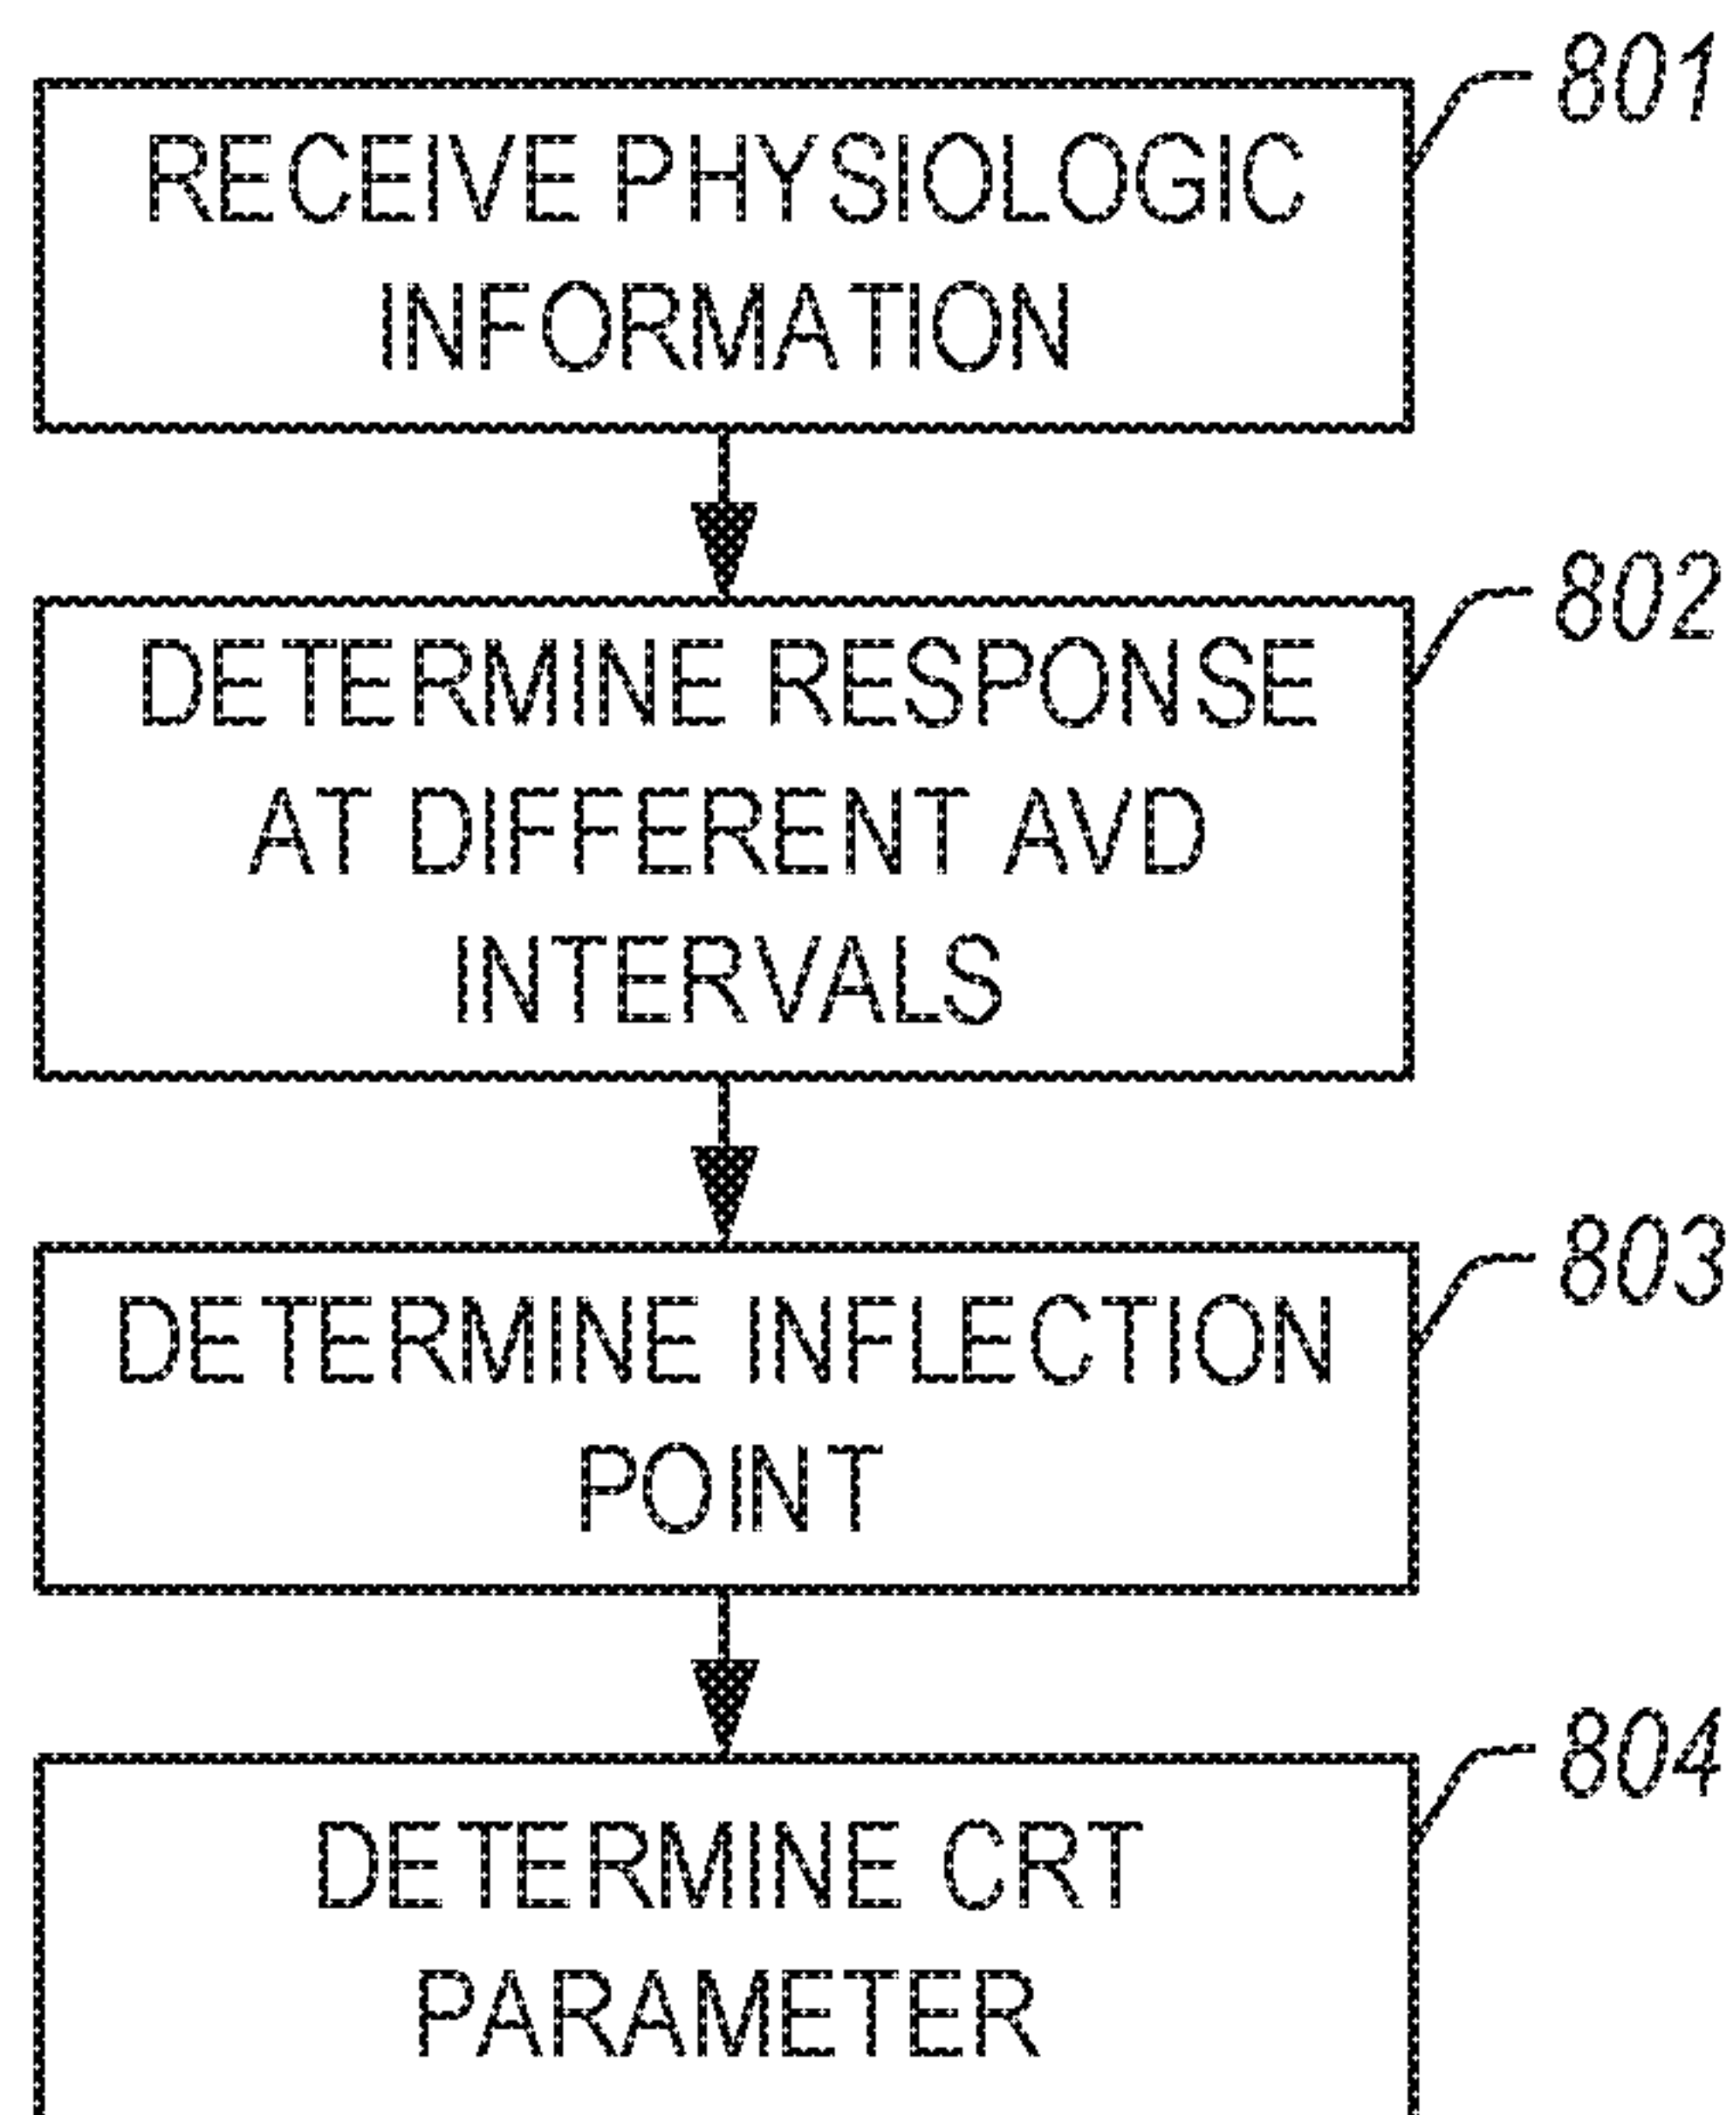 801
RECEIVE PHYSIOLOGIC
INFORMATION
802
DETERMINE RESPONSE
AT DIFFERENT AVD
INTERVALS
803
DETERMINE INFLECTION
POINT
804
DETERMINE CRT
PARAMETER